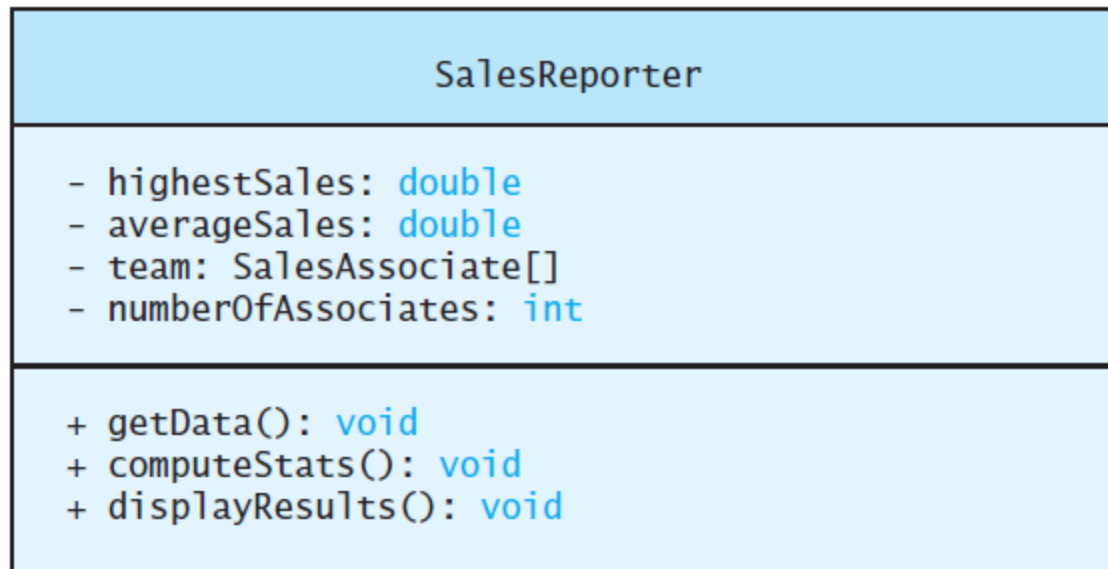 SalesReporter
- highestSales: double
- averageSales: double
- team: SalesAssociate[]
- numberOfAssociates: int
+ getData(): void
+ computeStats(): void
+ displayResults(): void